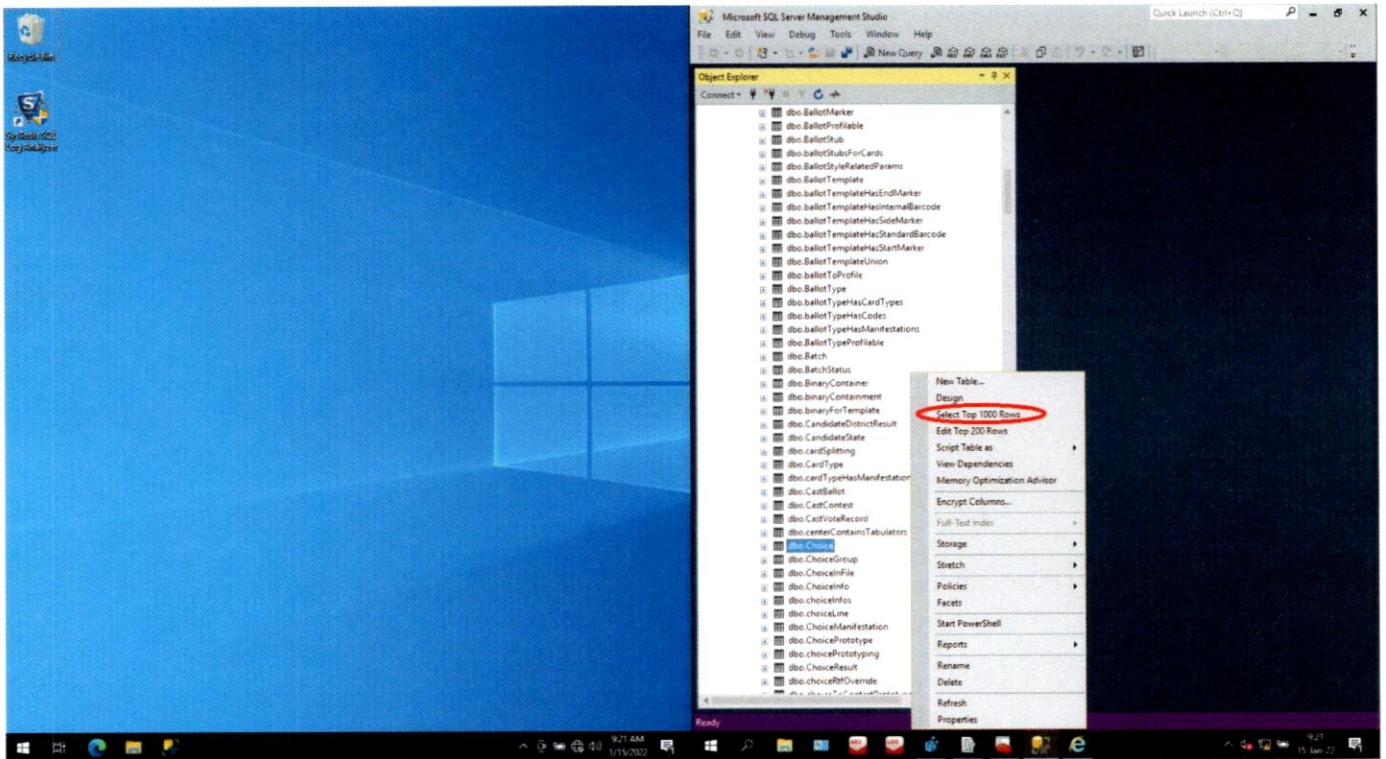 Recycle Bin
SysTools SQL
Log Analyzer
9:21 AM
1/15/2022
Microsoft SQL Server Management Studio
Quick Launch (Ctrl+Q)
File Edit View Debug Tools Window Help
New Query
Object Explorer
Connect
dbo.BallotMarker
dbo.BallotProfilable
dbo.BallotStub
dbo.ballotStubsForCards
dbo.BallotStyleRelatedParams
dbo.BallotTemplate
dbo.ballotTemplateHasEndMarker
dbo.ballotTemplateHasInternalBarcode
dbo.ballotTemplateHasSideMarker
dbo.ballotTemplateHasStandardBarcode
dbo.ballotTemplateHasStartMarker
dbo.BallotTemplateUnion
dbo.ballotToProfile
dbo.BallotType
dbo.ballotTypeHasCardTypes
dbo.ballotTypeHasCodes
dbo.ballotTypeHasManifestations
dbo.BallotTypeProfilable
dbo.Batch
dbo.BatchStatus
dbo.BinaryContainer
dbo.binaryContainment
dbo.binaryForTemplate
dbo.CandidateDistrictResult
dbo.CandidateState
dbo.cardSplitting
dbo.CardType
dbo.cardTypeHasManifestation
dbo.CastBallot
dbo.CastContest
dbo.CastVoteRecord
dbo.centerContainsTabulators
dbo.Choice
dbo.ChoiceGroup
dbo.ChoiceInFile
dbo.ChoiceInfo
dbo.choiceInfos
dbo.choiceLine
dbo.ChoiceManifestation
dbo.ChoicePrototype
dbo.choicePrototyping
dbo.ChoiceResult
dbo.choiceRtfOverride
New Table...
Design
Select Top 1000 Rows
Edit Top 200 Rows
Script Table as
View Dependencies
Memory Optimization Advisor
Encrypt Columns...
Full-Text index
Storage
Stretch
Policies
Facets
Start PowerShell
Reports
Rename
Delete
Refresh
Properties
Ready
9:21
15 Jan 22